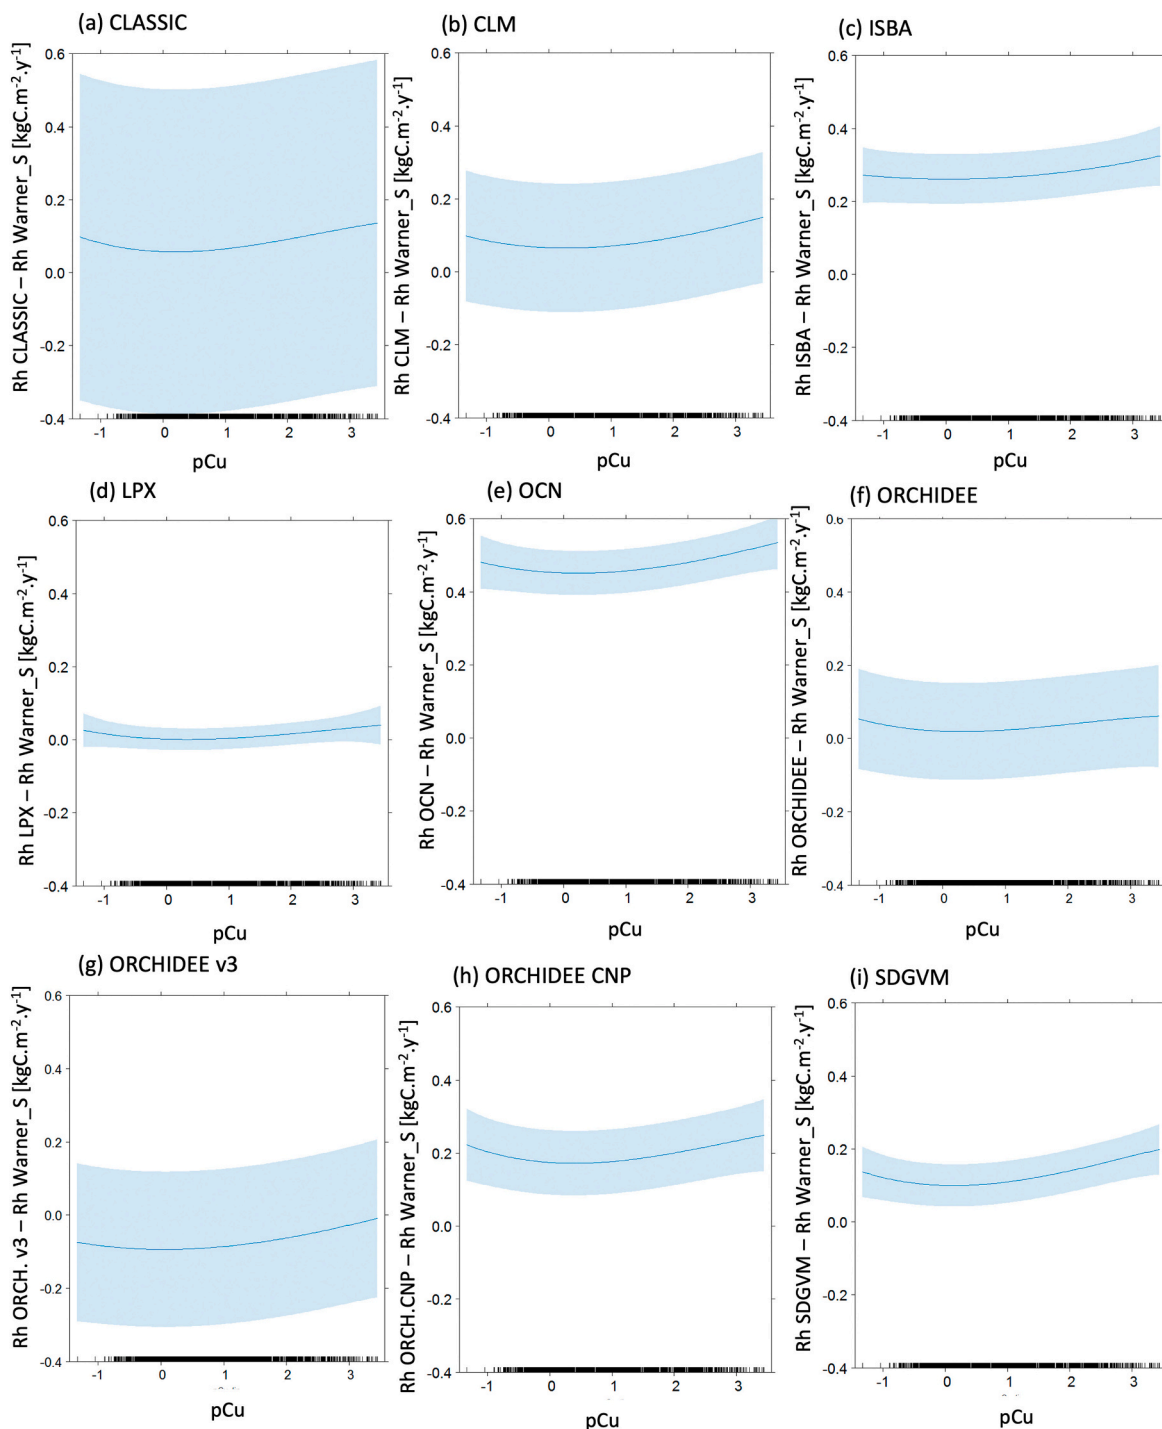 (a) CLASSIC
(b) CLM
(c) ISBA
Rh CLASSIC – Rh Warner_S [kgC.m-2.y-1]
0.6
0.4
0.2
0.0
-0.2
-0.4
-1 0 1 2 3
pCu
Rh CLM – Rh Warner_S [kgC.m-2.y-1]
0.6
0.4
0.2
0.0
-0.2
-0.4
-1 0 1 2 3
pCu
Rh ISBA – Rh Warner_S [kgC.m-2.y-1]
0.6
0.4
0.2
0.0
-0.2
-0.4
-1 0 1 2 3
pCu
(d) LPX
(e) OCN
(f) ORCHIDEE
Rh LPX – Rh Warner_S [kgC.m-2.y-1]
0.6
0.4
0.2
0.0
-0.2
-0.4
-1 0 1 2 3
pCu
Rh OCN – Rh Warner_S [kgC.m-2.y-1]
0.6
0.4
0.2
0.0
-0.2
-0.4
-1 0 1 2 3
pCu
Rh ORCHIDEE – Rh Warner_S [kgC.m-2.y-1]
0.6
0.4
0.2
0.0
-0.2
-0.4
-1 0 1 2 3
pCu
(g) ORCHIDEE v3
(h) ORCHIDEE CNP
(i) SDGVM
Rh ORCH. v3 – Rh Warner_S [kgC.m-2.y-1]
0.6
0.4
0.2
0.0
-0.2
-0.4
-1 0 1 2 3
pCu
Rh ORCH.CNP – Rh Warner_S [kgC.m-2.y-1]
0.6
0.4
0.2
0.0
-0.2
-0.4
-1 0 1 2 3
pCu
Rh SDGVM – Rh Warner_S [kgC.m-2.y-1]
0.6
0.4
0.2
0.0
-0.2
-0.4
-1 0 1 2 3
pCu